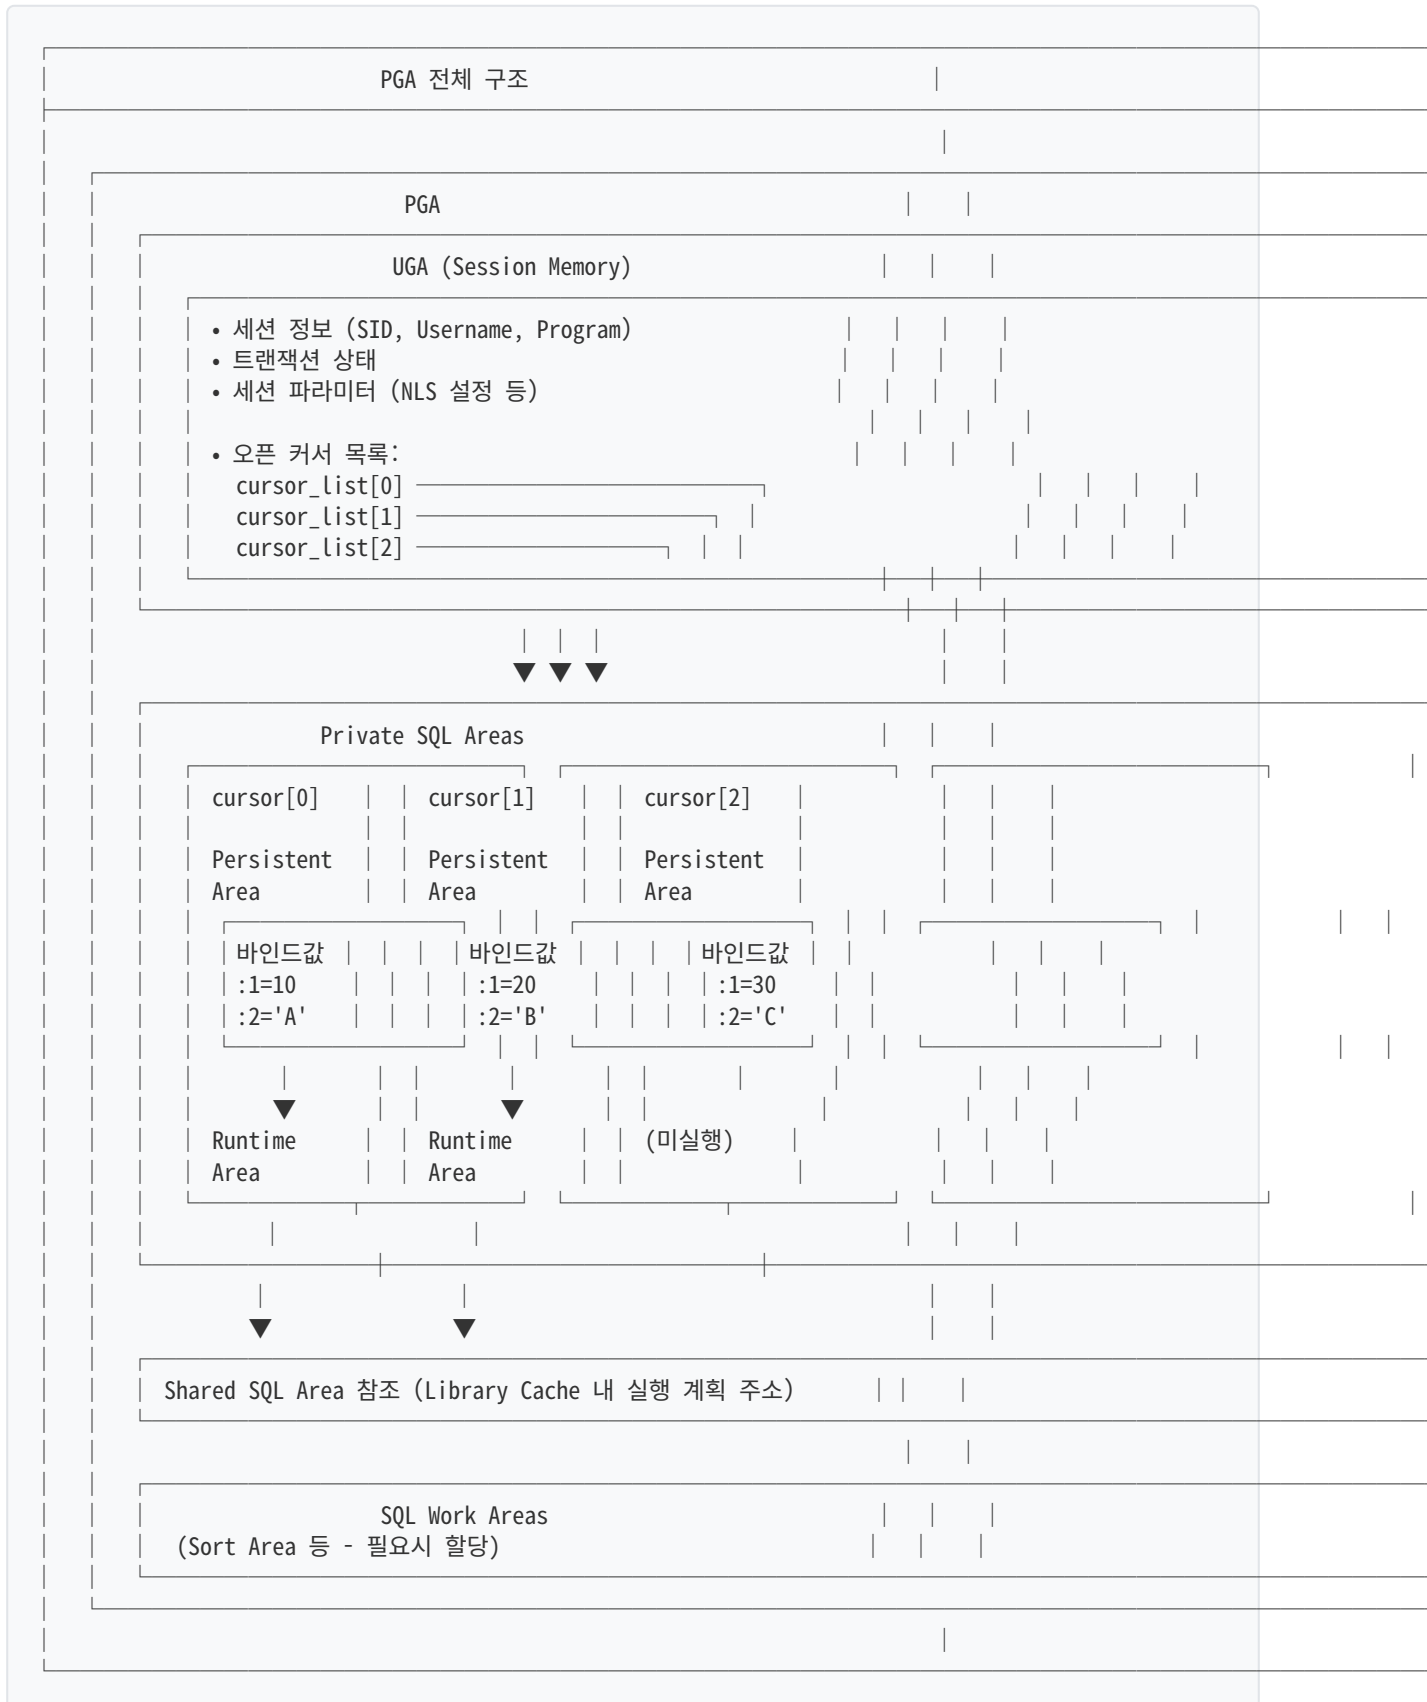 PGA 전체 구조
PGA
UGA (Session Memory)
• 세션 정보 (SID, Username, Program)
• 트랜잭션 상태
• 세션 파라미터 (NLS 설정 등)
• 오픈 커서 목록:
cursor_list[0]
cursor_list[1]
cursor_list[2]
▼ ▼ ▼
Private SQL Areas
cursor[0] cursor[1] cursor[2]
Persistent Persistent Persistent
Area Area Area
바인드값 바인드값 바인드값
:1=10 :1=20 :1=30
:2='A' :2='B' :2='C'
▼ ▼
Runtime Runtime (미실행)
Area Area
▼ ▼
Shared SQL Area 참조 (Library Cache 내 실행 계획 주소)
SQL Work Areas
(Sort Area 등 - 필요시 할당)